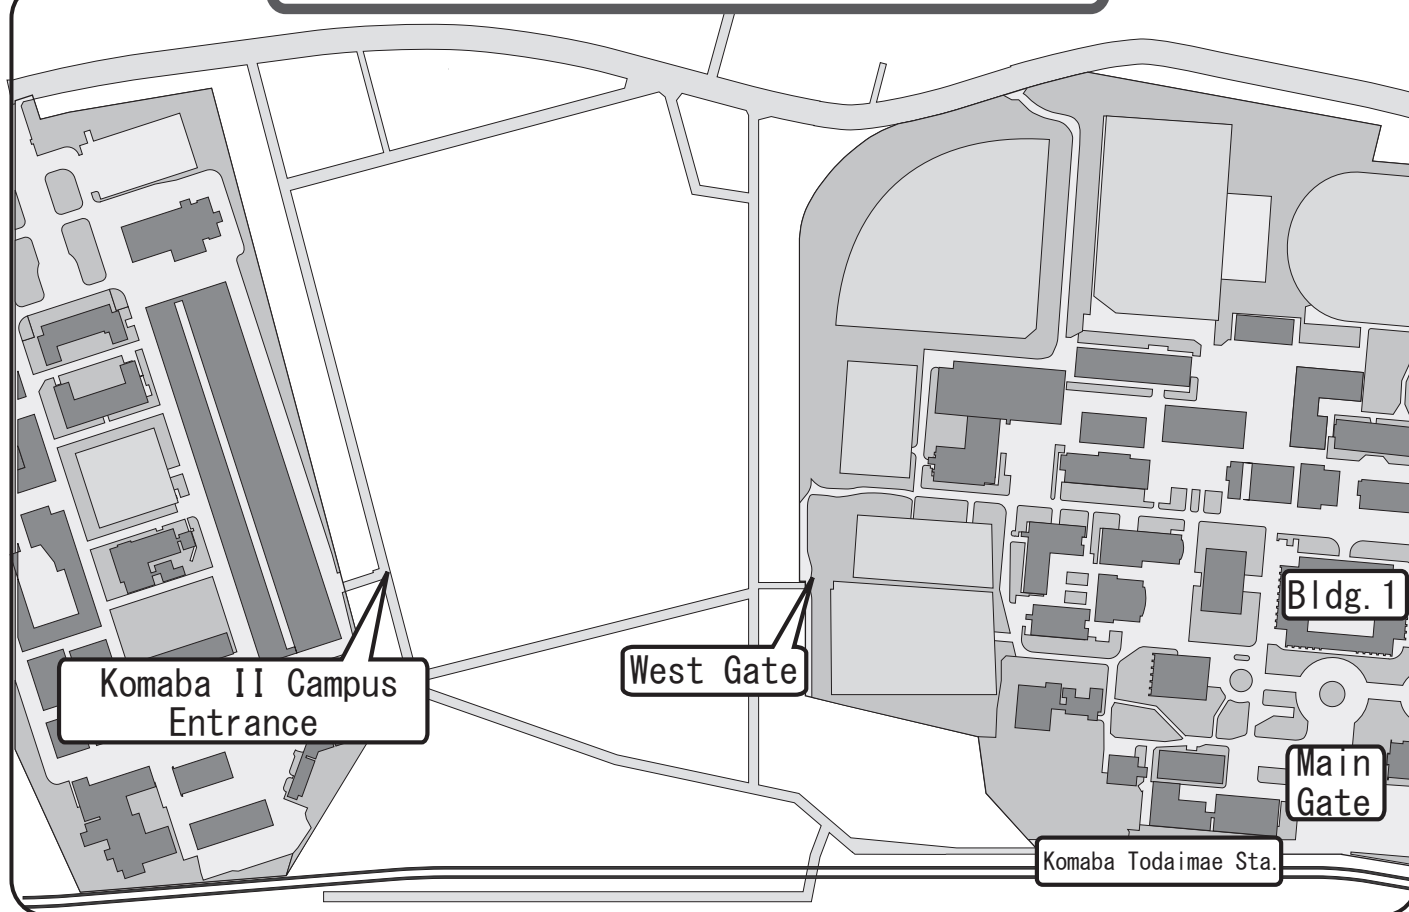 Bldg.1
West Gate
Komaba II Campus
Entrance
Main
Gate
Komaba Todaimae Sta.